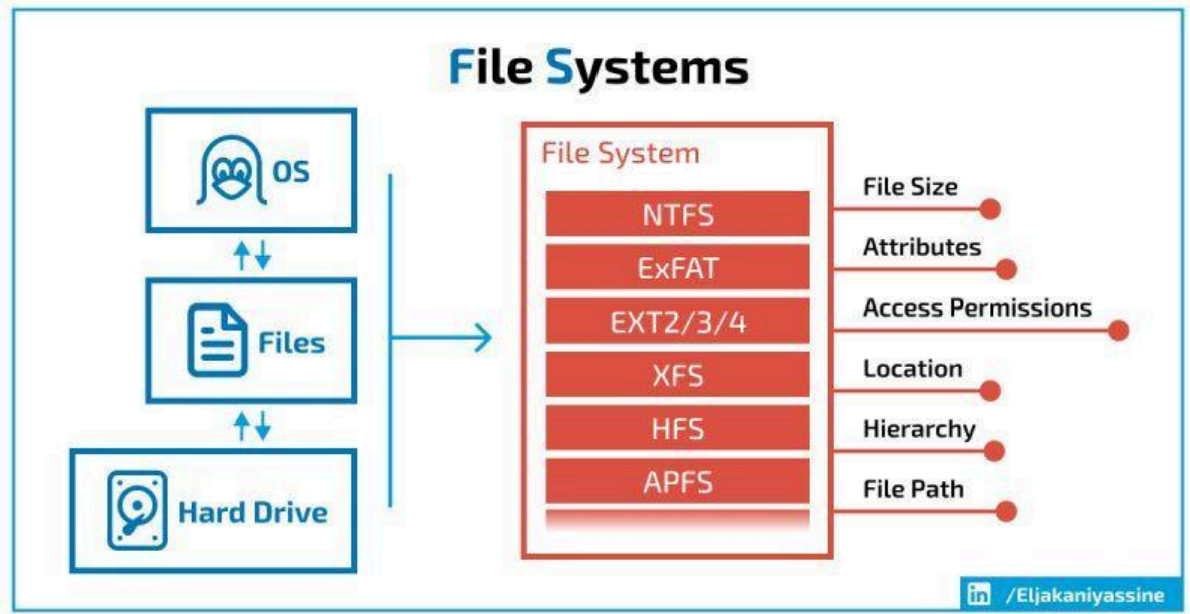 File Systems
OS
Files
Hard Drive
File System
NTFS
ExFAT
EXT2/3/4
XFS
HFS
APFS
File Size
Attributes
Access Permissions
Location
Hierarchy
File Path
in /Eljakaniyassine